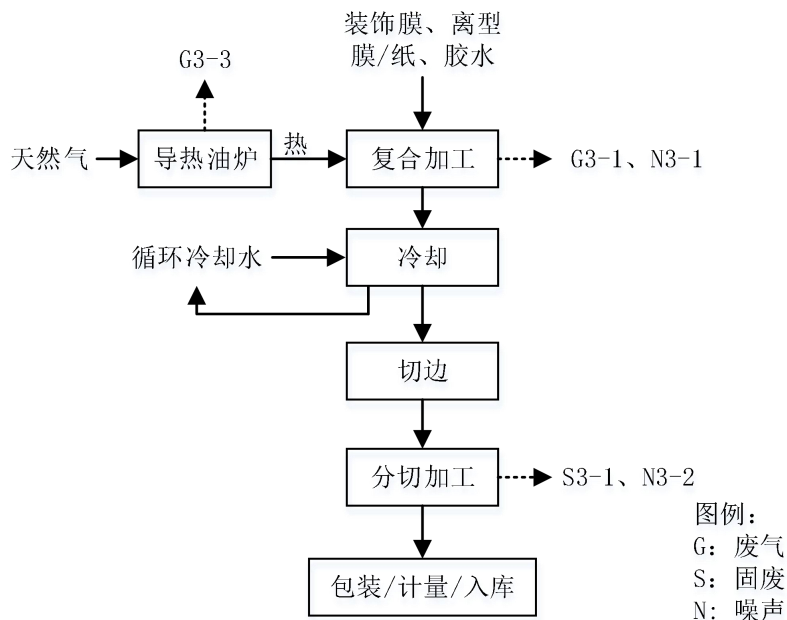 装饰膜、离型
膜/纸、胶水
G3-3
天然气
导热油炉
热
复合加工
G3-1、N3-1
循环冷却水
冷却
切边
分切加工
S3-1、N3-2
包装/计量/入库
图例：
G：废气
S：固废
N：噪声